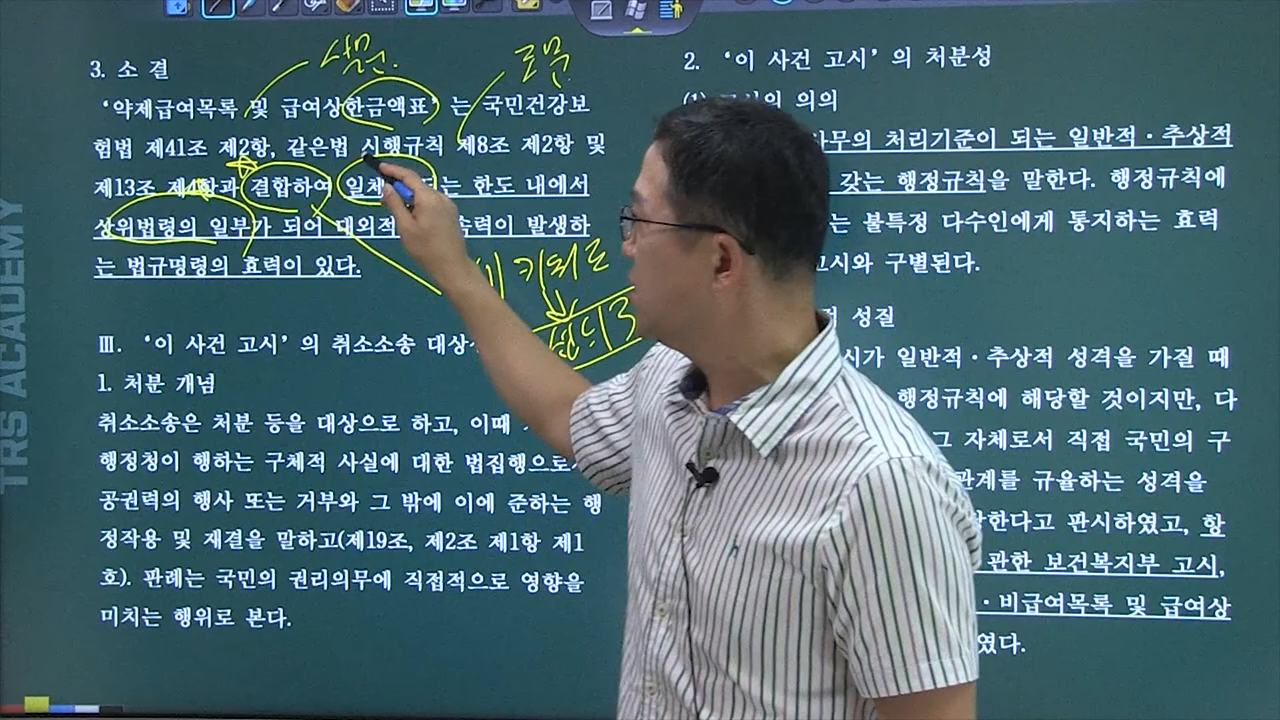 3. 소 결
'약제급여목록 및 급여상한금액표' 는 국민건강보
험법 제41조 제2항, 같은법 시행규칙 제8조 제2항 및
제13조 제4항과 결합하여 일체 되는 한도 내에서
상위법령의 일부가 되어 대외적 속력이 발생하
는 법규명령의 효력이 있다.
Ⅲ. '이 사건 고시' 의 취소소송 대상
1. 처분 개념
취소소송은 처분 등을 대상으로 하고, 이때
행정청이 행하는 구체적 사실에 대한 법집행으로
공권력의 행사 또는 거부와 그 밖에 이에 준하는 행
정작용 및 재결을 말하고(제19조, 제2조 제1항 제1
호). 판례는 국민의 권리의무에 직접적으로 영향을
미치는 행위로 본다.
2. '이 사건 고시' 의 처분성
(1) 의 의의
사무의 처리기준이 되는 일반적·추상적
갖는 행정규칙을 말한다. 행정규칙에
는 불특정 다수인에게 통지하는 효력
고시와 구별된다.
성질
시가 일반적·추상적 성격을 가질 때
행정규칙에 해당할 것이지만, 다
그 자체로서 직접 국민의 구
관계를 규율하는 성격을
한다고 판시하였고, 항
관한 보건복지부 고시,
·비급여목록 및 급여상
였다.
TRS ACADEMY